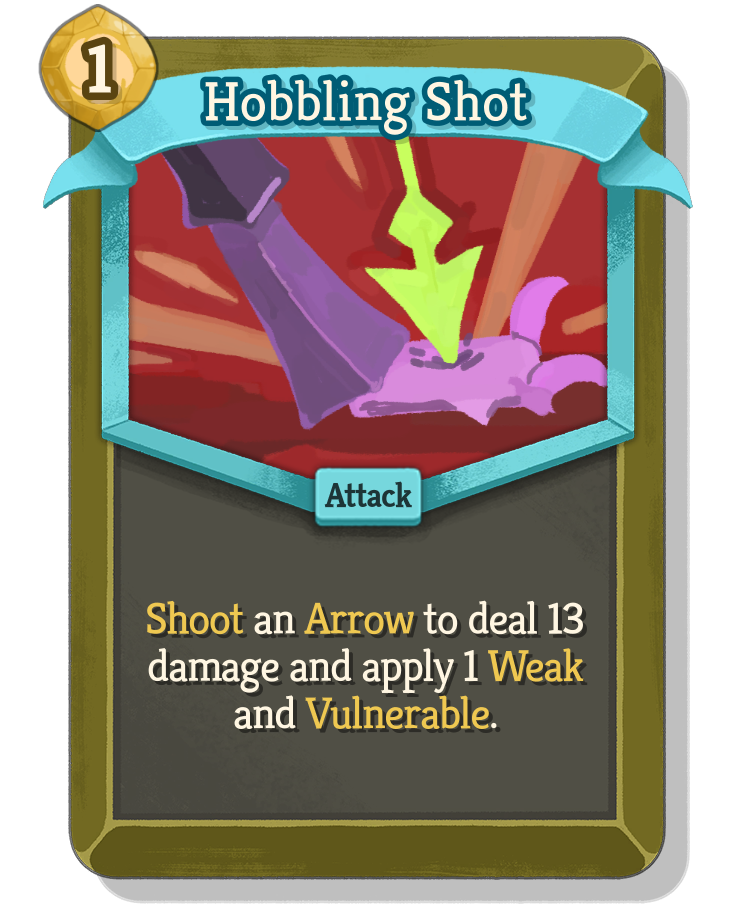 1
Hobbling Shot
Attack
Shoot an Arrow to deal 13
damage and apply 1 Weak
and Vulnerable.